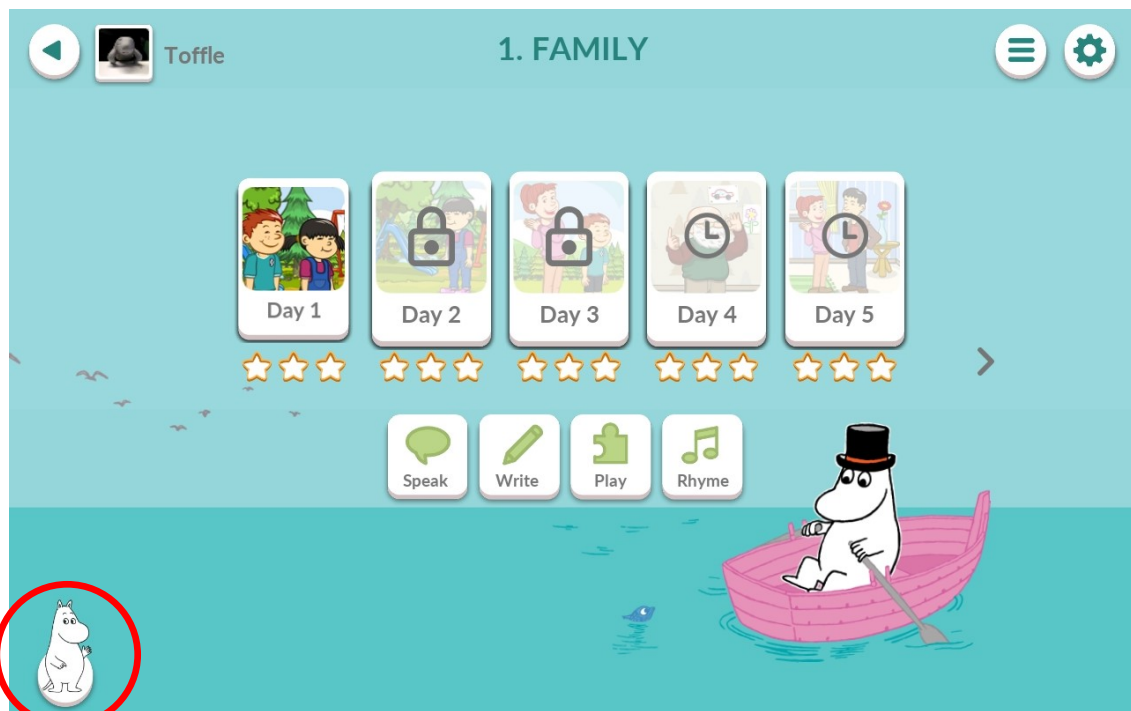 Toffle
1. FAMILY
Day 1
Day 2
Day 3
Day 4
Day 5
Speak
Write
Play
Rhyme